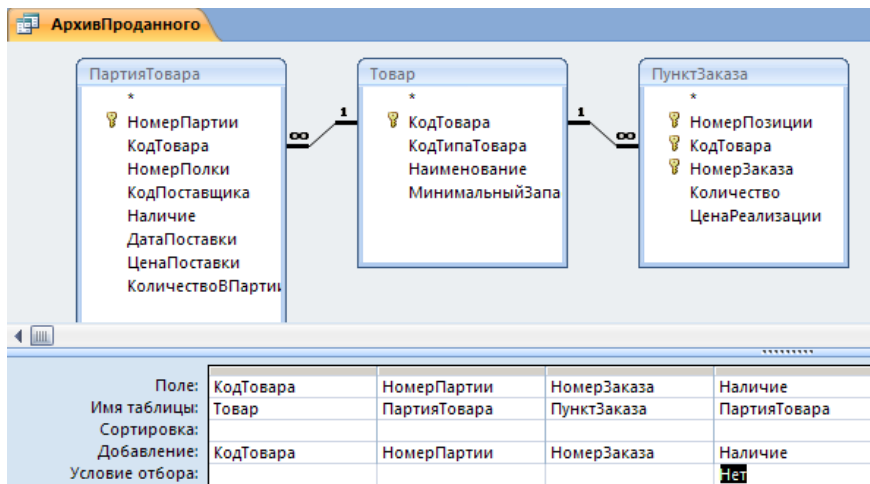 АрхивПроданного
ПартияТовара
*
НомерПартии
КодТовара
НомерПолки
КодПоставщика
Наличие
ДатаПоставки
ЦенаПоставки
КоличествоВПарти
Товар
*
КодТовара
КодТипаТовара
Наименование
МинимальныйЗапа
ПунктЗаказа
*
НомерПозиции
КодТовара
НомерЗаказа
Количество
ЦенаРеализации
∞ 1 1 ∞
Поле: КодТовара НомерПартии НомерЗаказа Наличие
Имя таблицы: Товар ПартияТовара ПунктЗаказа ПартияТовара
Сортировка:
Добавление: КодТовара НомерПартии НомерЗаказа Наличие
Условие отбора: Нет